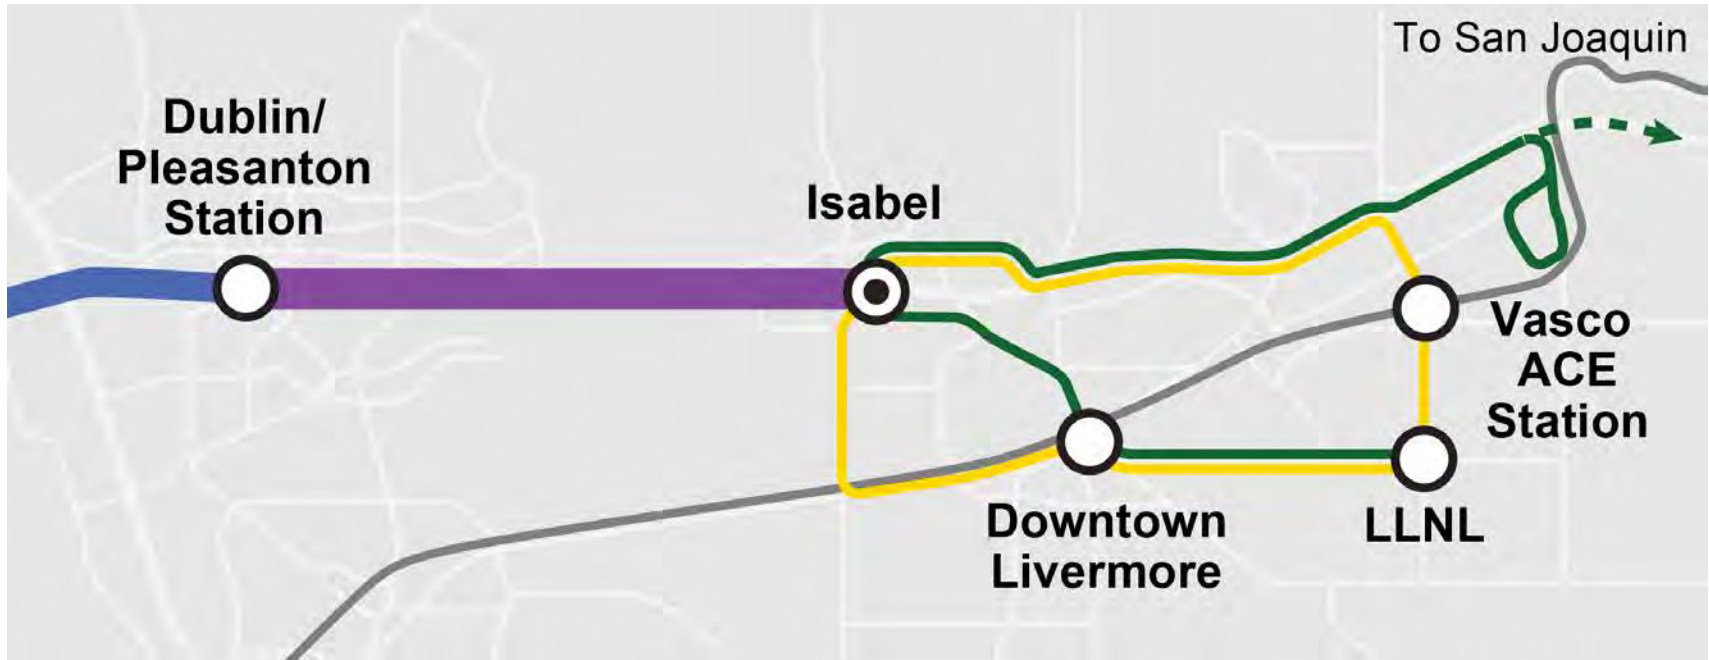 To San Joaquin
Dublin/
Pleasanton
Station
Isabel
Vasco
ACE
Station
Downtown
Livermore
LLNL